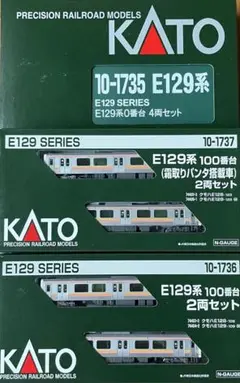 PRECISION RAILROAD MODELS
KATO
10-1735 E129系
E129 SERIES
E129系0番台 4両セット
E129 SERIES
10-1737
E129系 100番台
(霜取りパンタ搭載車)
2両セット
KATO
PRECISION RAILROAD MODELS
N-GAUGE
E129 SERIES
10-1736
E129系 100番台
2両セット
KATO
PRECISION RAILROAD MODELS
N-GAUGE